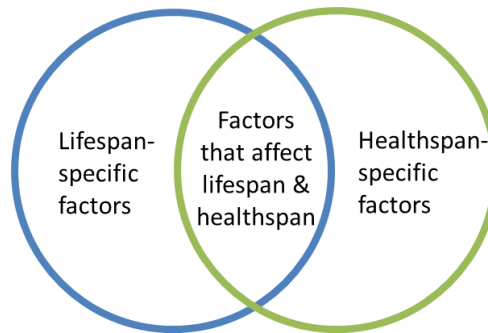 Lifespan-
specific
factors
Factors
that affect
lifespan &
healthspan
Healthspan-
specific
factors